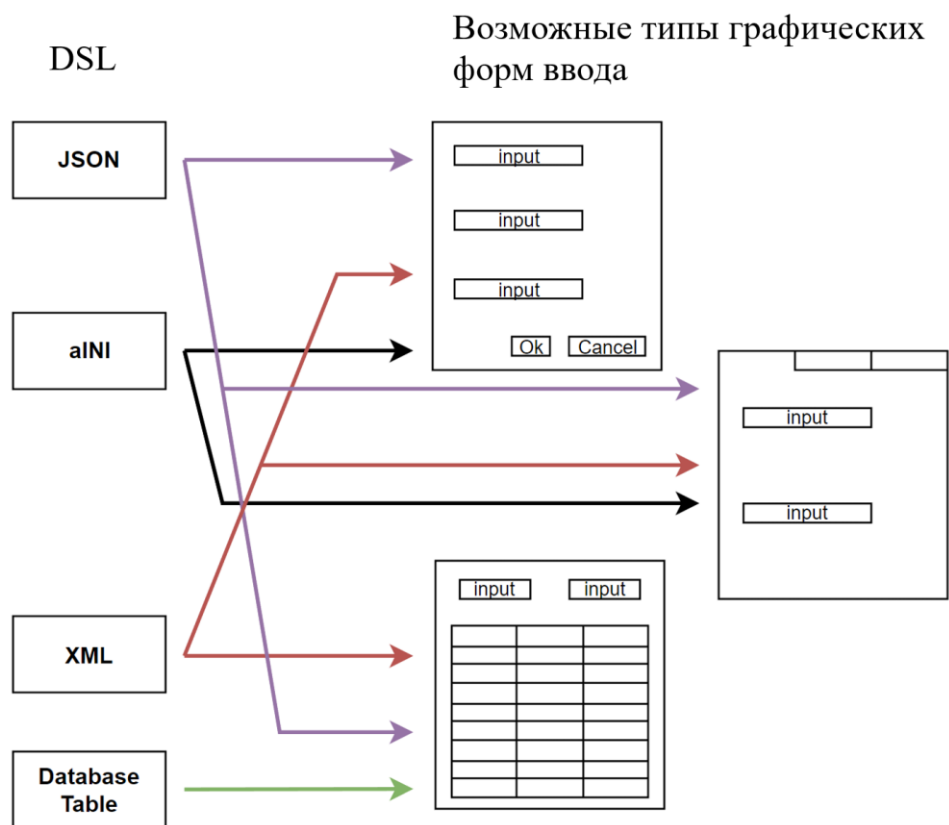 DSL
Возможные типы графических
форм ввода
JSON
input
input
input
Ok Cancel
aINI
input
input
XML
input input
Database
Table